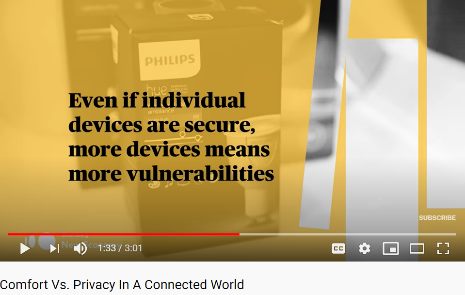 PHILIPS
hue
Even if individual
devices are secure,
more devices means
more vulnerabilities
SUBSCRIBE
1:33 / 3:01
CC
Comfort Vs. Privacy In A Connected World